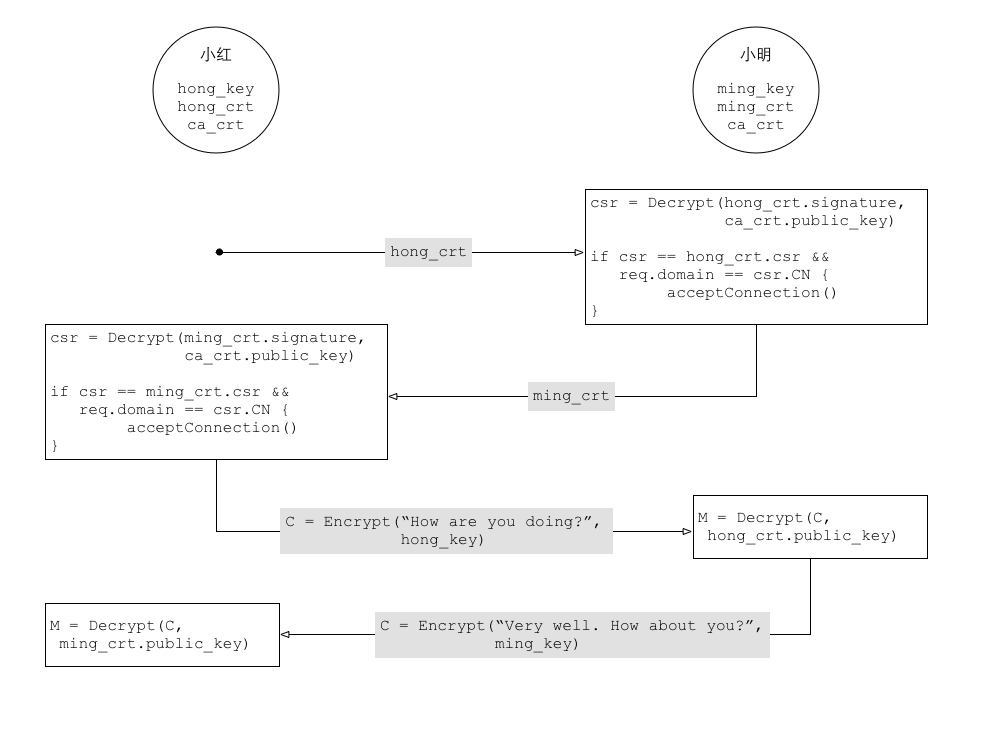 小红
hong_key
hong_crt
ca_crt
小明
ming_key
ming_crt
ca_crt
csr = Decrypt(hong_crt.signature,
ca_crt.public_key)
if csr == hong_crt.csr &&
req.domain == csr.CN {
acceptConnection()
}
hong_crt
csr = Decrypt(ming_crt.signature,
ca_crt.public_key)
if csr == ming_crt.csr &&
req.domain == csr.CN {
acceptConnection()
}
ming_crt
C = Encrypt(“How are you doing?”,
hong_key)
M = Decrypt(C,
hong_crt.public_key)
C = Encrypt(“Very well. How about you?”,
ming_key)
M = Decrypt(C,
ming_crt.public_key)